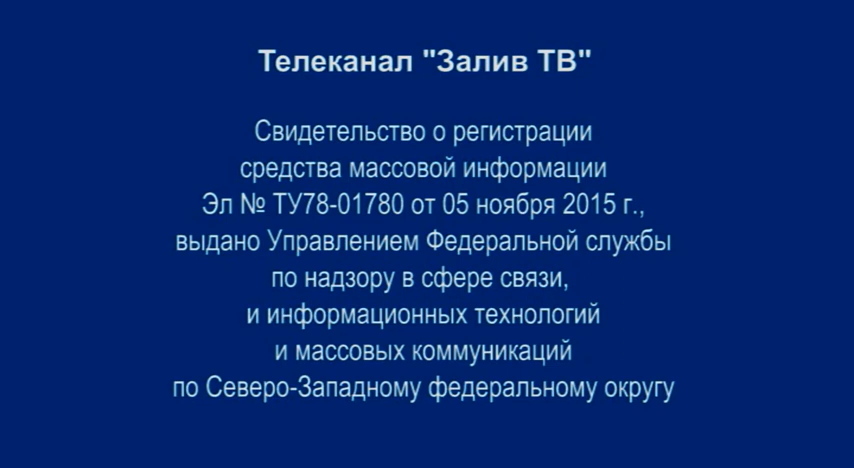 Телеканал "Залив ТВ"
Свидетельство о регистрации
средства массовой информации
Эл № ТУ78-01780 от 05 ноября 2015 г.,
выдано Управлением Федеральной службы
по надзору в сфере связи,
и информационных технологий
и массовых коммуникаций
по Северо-Западному федеральному округу